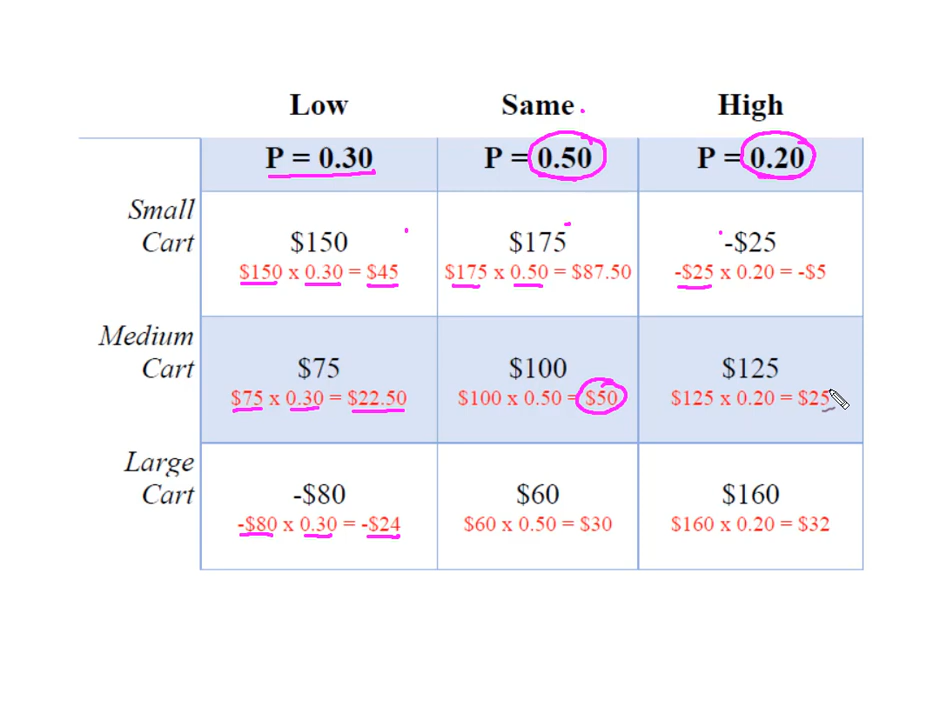 Low Same High
P = 0.30 P = 0.50 P = 0.20
Small
Cart
$150 $175 -$25
$150 x 0.30 = $45 $175 x 0.50 = $87.50 -$25 x 0.20 = -$5
Medium
Cart
$75 $100 $125
$75 x 0.30 = $22.50 $100 x 0.50 = $50 $125 x 0.20 = $25
Large
Cart
-$80 $60 $160
-$80 x 0.30 = -$24 $60 x 0.50 = $30 $160 x 0.20 = $32